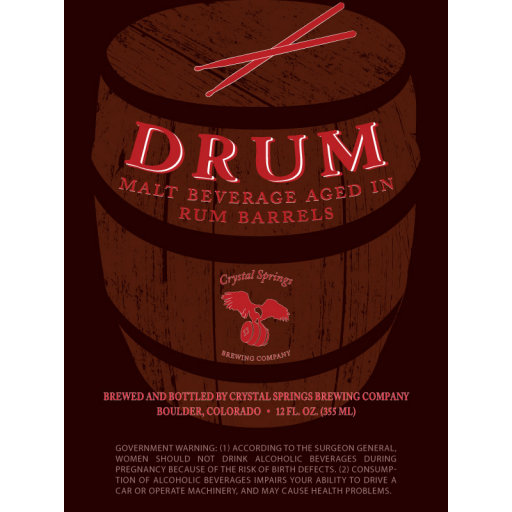 DRUM
MALT BEVERAGE AGED IN
RUM BARRELS
Crystal Springs
BREWING COMPANY
BREWED AND BOTTLED BY CRYSTAL SPRINGS BREWING COMPANY
BOULDER, COLORADO • 12 FL. OZ. (355 ML)
GOVERNMENT WARNING: (1) ACCORDING TO THE SURGEON GENERAL,
WOMEN SHOULD NOT DRINK ALCOHOLIC BEVERAGES DURING
PREGNANCY BECAUSE OF THE RISK OF BIRTH DEFECTS. (2) CONSUMP-
TION OF ALCOHOLIC BEVERAGES IMPAIRS YOUR ABILITY TO DRIVE A
CAR OR OPERATE MACHINERY, AND MAY CAUSE HEALTH PROBLEMS.